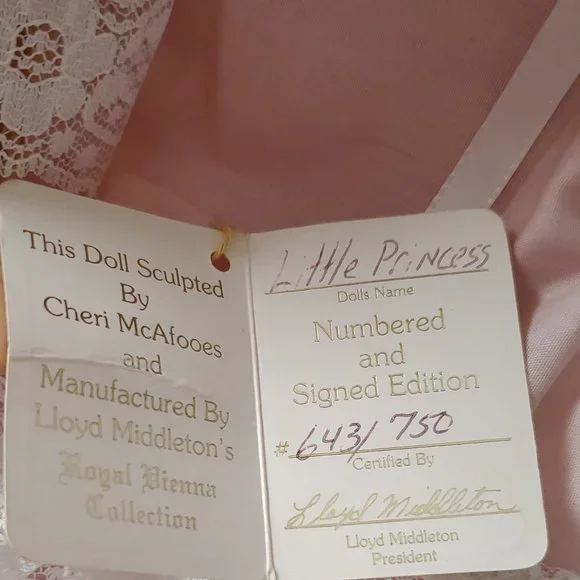 This Doll Sculpted
By
Cheri McAfooes
and
Manufactured By
Lloyd Middleton's
Royal Vienna
Collection
Little Princess
Dolls Name
Numbered
and
Signed Edition
# 643/750
Certified By
Lloyd Middleton
Lloyd Middleton
President